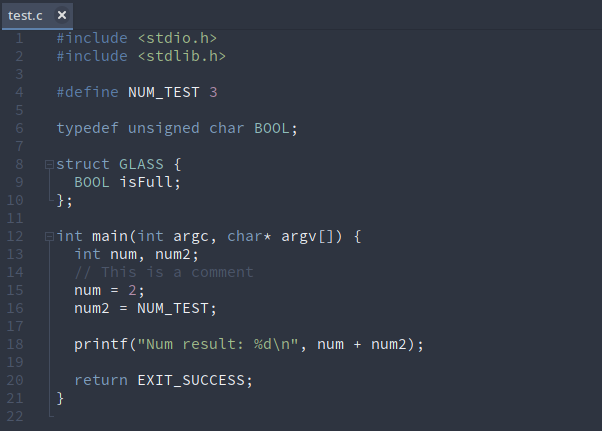 test.c
1 #include <stdio.h>
2 #include <stdlib.h>
3
4 #define NUM_TEST 3
5
6 typedef unsigned char BOOL;
7
8 struct GLASS {
9   BOOL isFull;
10 };
11
12 int main(int argc, char* argv[]) {
13   int num, num2;
14   // This is a comment
15   num = 2;
16   num2 = NUM_TEST;
17
18   printf("Num result: %d\n", num + num2);
19
20   return EXIT_SUCCESS;
21 }
22